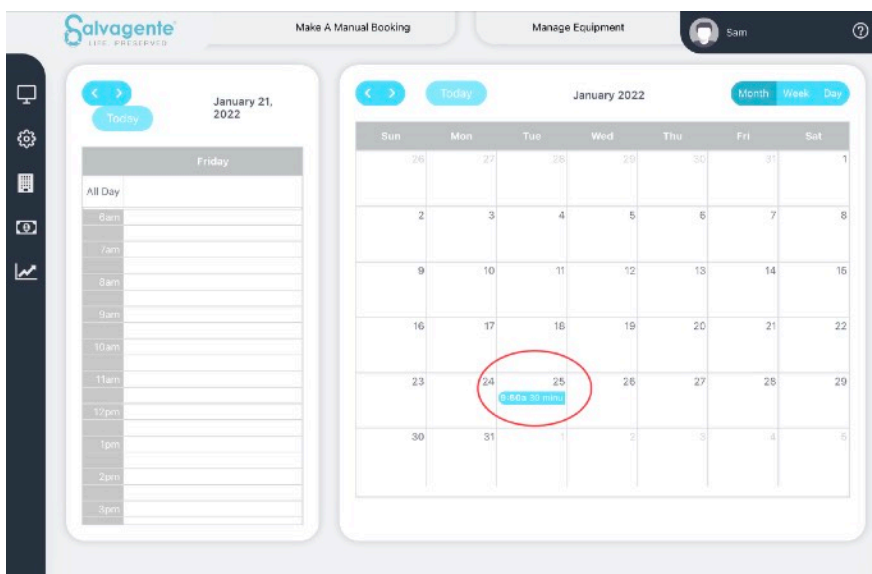 Salvagente
LIFE. PRESERVED
Make A Manual Booking
Manage Equipment
Sam
January 21,
2022
Today
Friday
All Day
6am
7am
8am
9am
10am
11am
12pm
1pm
2pm
3pm
Today
January 2022
Month Week Day
Sun Mon Tue Wed Thu Fri Sat
26 27 28 29 30 31 1
2 3 4 5 6 7 8
9 10 11 12 13 14 15
16 17 18 19 20 21 22
23 24 25 26 27 28 29
30 minu
30 31 1 2 3 4 5